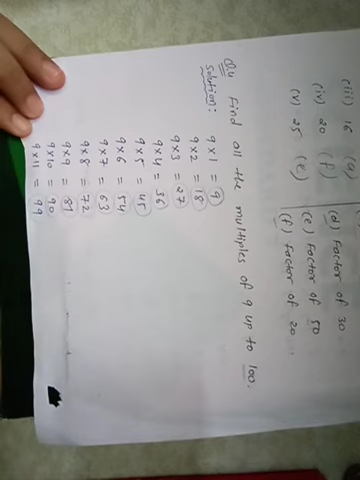 (iii) 16 (d) Factor of 30
(iv) 20 (f) (e) Factor of 50
(v) 25 (e) (f) Factor of 20
Q4 Find all the multiples of 9 up to 100.
Solution:
9 x 1 = 9
9 x 2 = 18
9 x 3 = 27
9 x 4 = 36
9 x 5 = 45
9 x 6 = 54
9 x 7 = 63
9 x 8 = 72
9 x 9 = 81
9 x 10 = 90
9 x 11 = 99